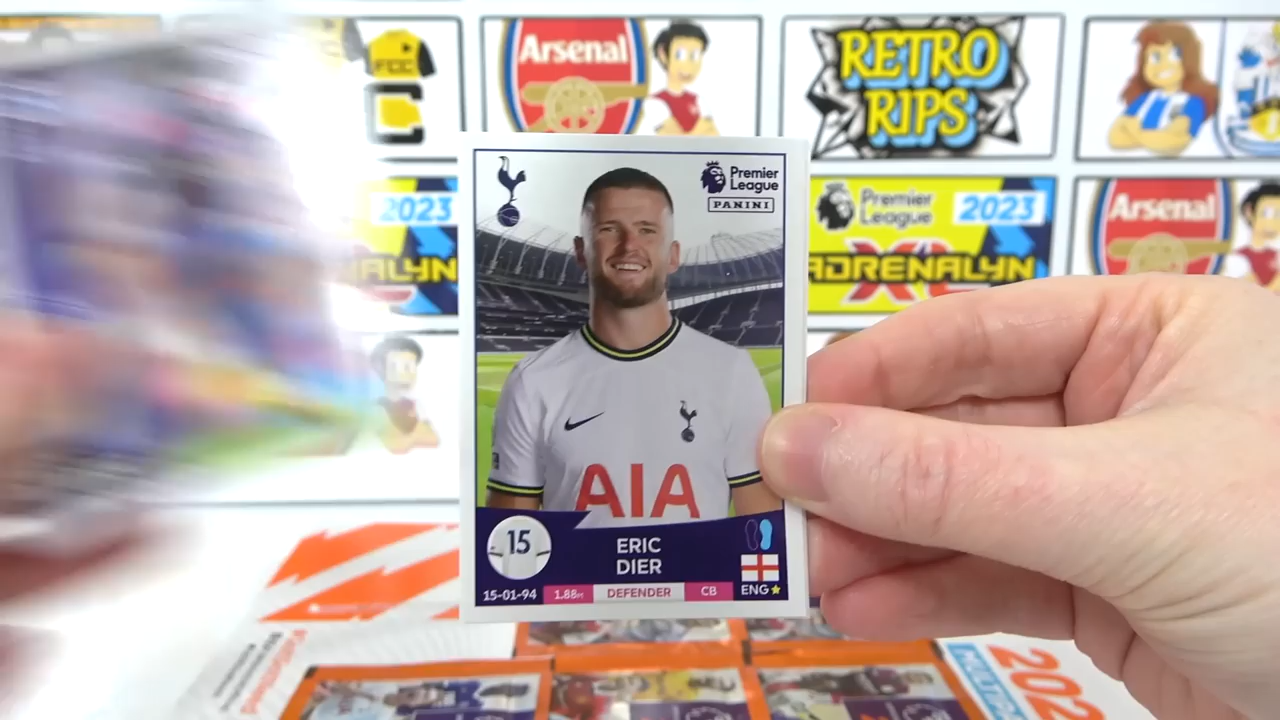 FCC
Arsenal
RETRO
RIPS
2023
Premier
League
2023
ADRENALYN
XL
Arsenal
Premier
League
PANINI
AIA
15
ERIC
DIER
15-01-94
1.88m
DEFENDER
CB
ENG